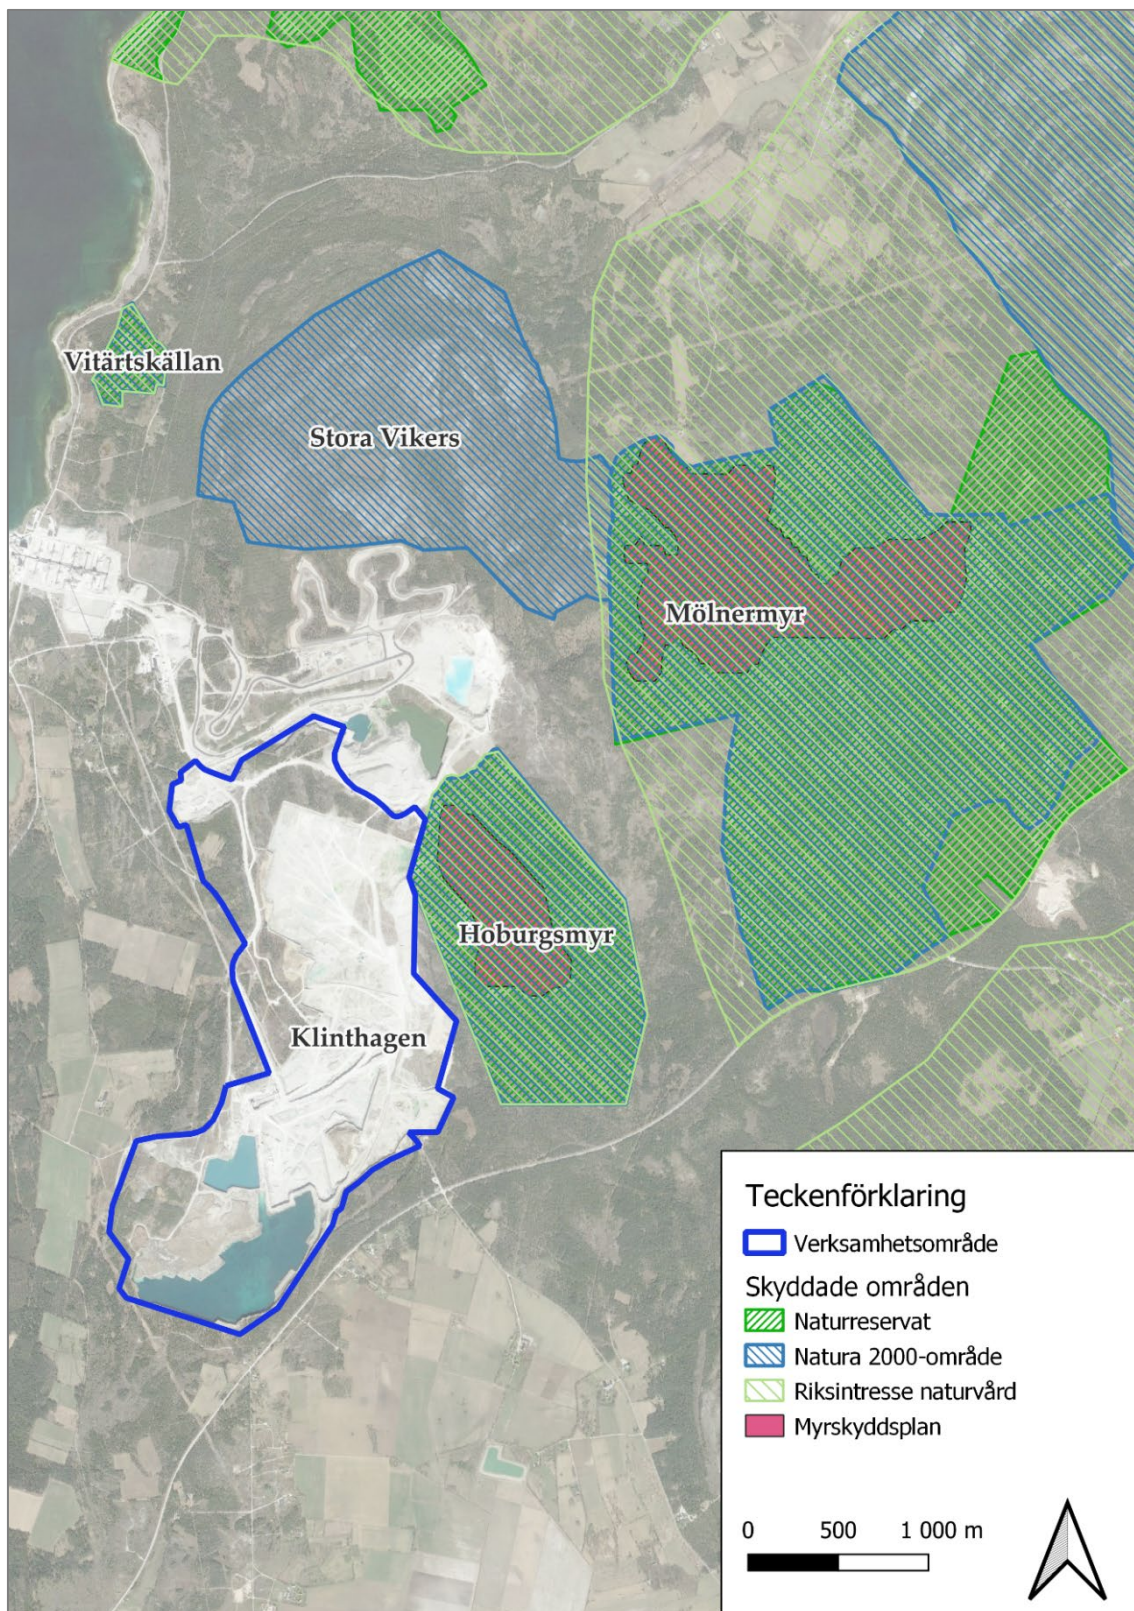 Vitärtskällan
Stora Vikers
Mölnermyr
Hoburgsmyr
Klinthagen
Teckenförklaring
Verksamhetsområde
Skyddade områden
Naturreservat
Natura 2000-område
Riksintresse naturvård
Myrskyddsplan
0 500 1 000 m